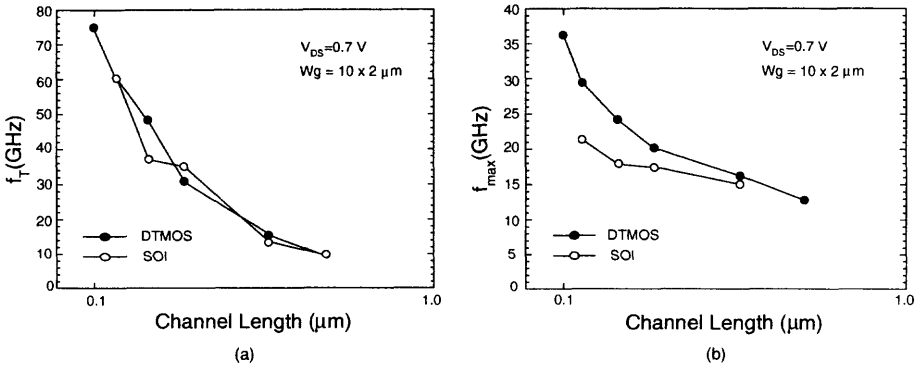 80
70
60
50
40
30
20
10
0
f_T(GHz)
V_DS=0.7 V
Wg = 10 x 2 μm
DTMOS
SOI
0.1
1.0
Channel Length (μm)
(a)
40
35
30
25
20
15
10
5
0
f_max(GHz)
V_DS=0.7 V
Wg = 10 x 2 μm
DTMOS
SOI
0.1
1.0
Channel Length (μm)
(b)